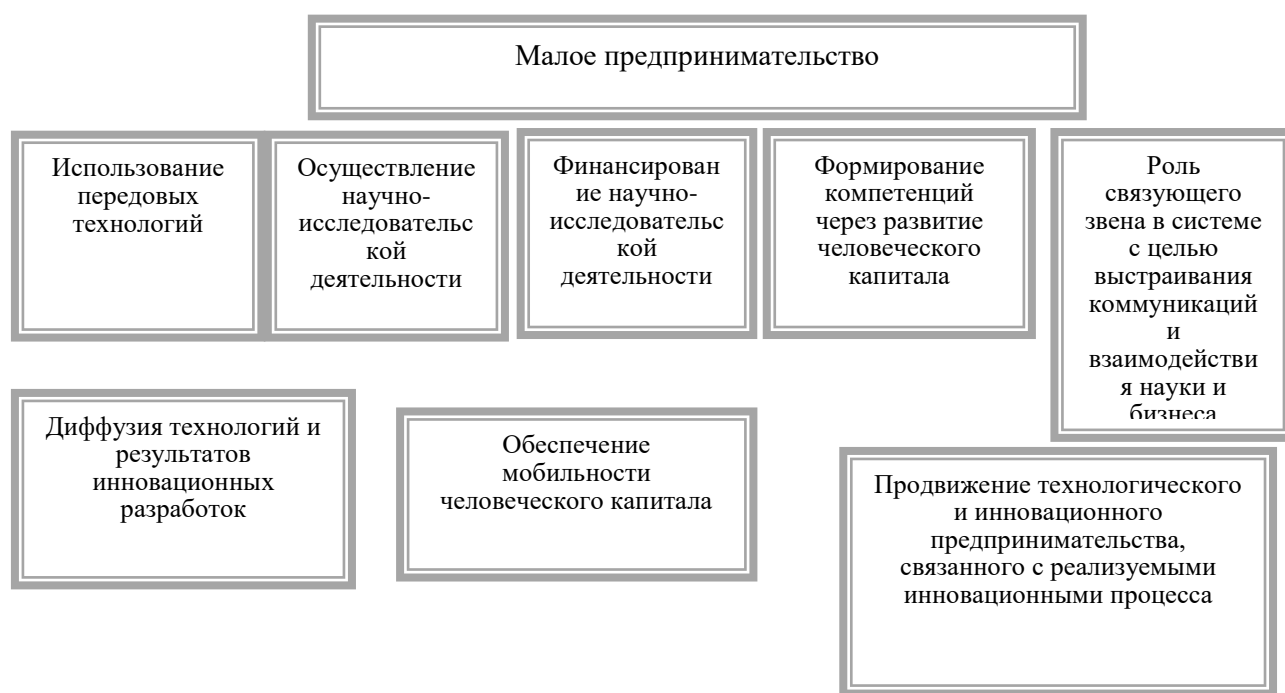 Малое предпринимательство
Использование
передовых
технологий
Осуществление
научно-
исследовательс
кой
деятельности
Финансирован
ие научно-
исследовательс
кой
деятельности
Формирование
компетенций
через развитие
человеческого
капитала
Роль
связующего
звена в системе
с целью
выстраивания
коммуникаций
и
взаимодействи
я науки и
бизнеса
Диффузия технологий и
результатов
инновационных
разработок
Обеспечение
мобильности
человеческого капитала
Продвижение технологического
и инновационного
предпринимательства,
связанного с реализуемыми
инновационными процесса